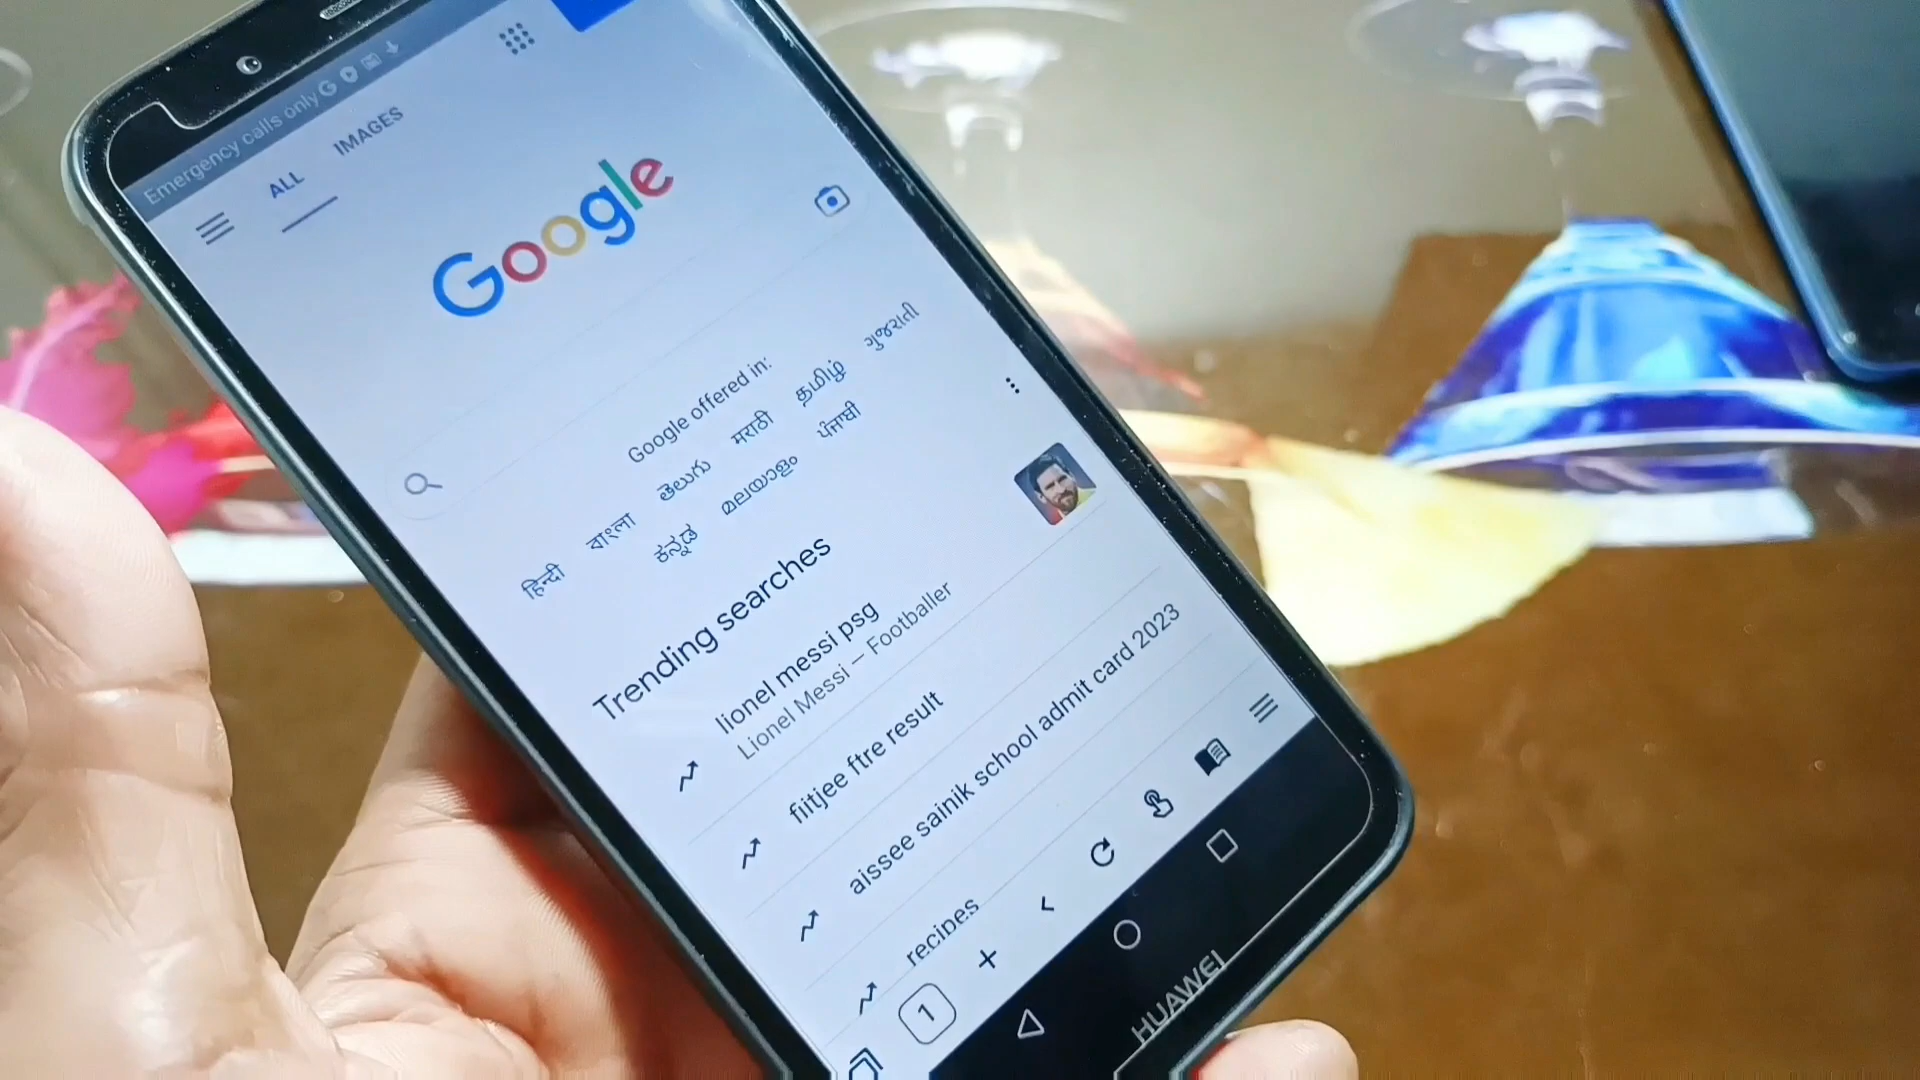 Emergency calls only
ALL IMAGES
Google
Google offered in:
हिन्दी বাংলা తెలుగు मराठी தமிழ் ગુજરાતી
ಕನ್ನಡ മലയാളം ਪੰਜਾਬੀ
Trending searches
lionel messi psg
Lionel Messi – Footballer
fiitjee ftre result
aissee sainik school admit card 2023
recipes
1
HUAWEI